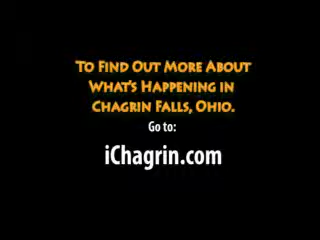 To Find Out More About
What's Happening in
Chagrin Falls, Ohio.
Go to:
iChagrin.com